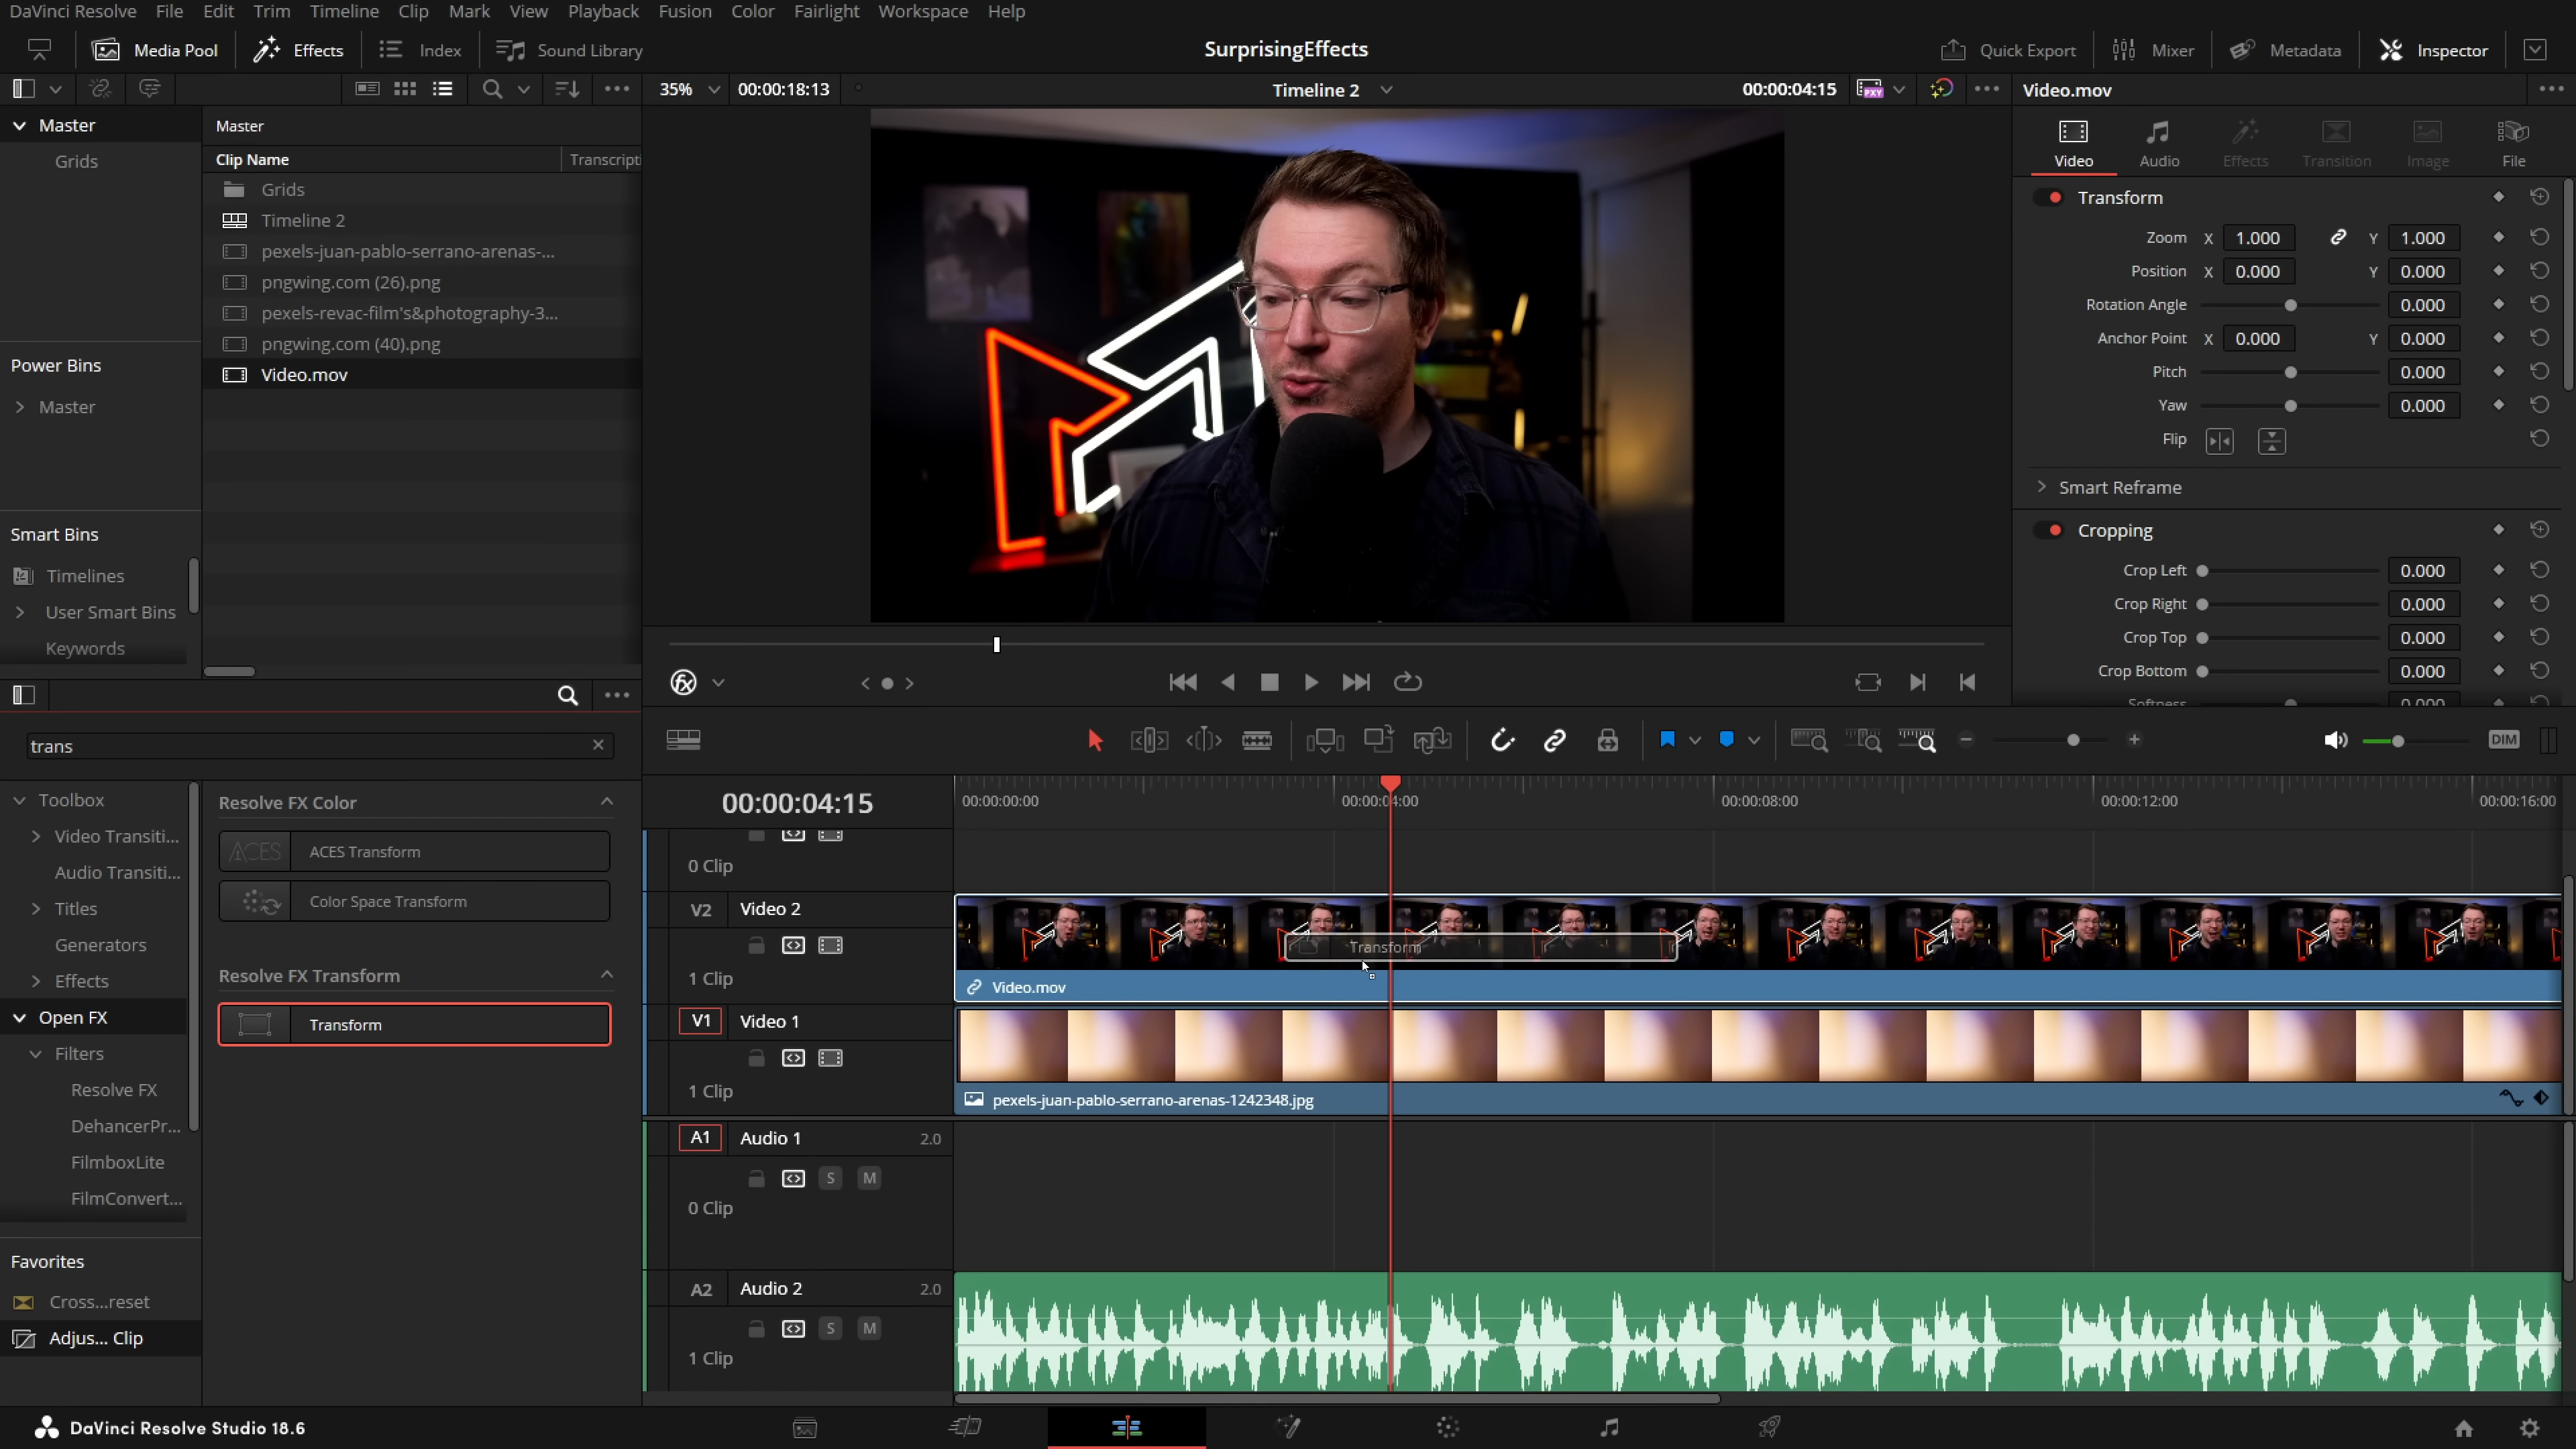 DaVinci Resolve File Edit Trim Timeline Clip Mark View Playback Fusion Color Fairlight Workspace Help
Media Pool Effects Index Sound Library SurprisingEffects Quick Export Mixer Metadata Inspector
35% 00:00:18:13 Timeline 2 00:00:04:15 PXY Video.mov
Master
Grids
Master
Clip Name Transcripti
Grids
Timeline 2
pexels-juan-pablo-serrano-arenas-...
pngwing.com (26).png
pexels-revac-film's&photography-3...
pngwing.com (40).png
Video.mov
Power Bins
Master
Smart Bins
Timelines
User Smart Bins
Keywords
Video Audio Effects Transition Image File
Transform
Zoom X 1.000 Y 1.000
Position X 0.000 Y 0.000
Rotation Angle 0.000
Anchor Point X 0.000 Y 0.000
Pitch 0.000
Yaw 0.000
Flip
Smart Reframe
Cropping
Crop Left 0.000
Crop Right 0.000
Crop Top 0.000
Crop Bottom 0.000
Softness 0.000
trans
Toolbox
Video Transiti...
Audio Transiti...
Titles
Generators
Effects
Open FX
Filters
Resolve FX
DehancerPr...
FilmboxLite
FilmConvert...
Favorites
Cross...reset
Adjus... Clip
Resolve FX Color
ACES ACES Transform
Color Space Transform
Resolve FX Transform
Transform
DIM
00:00:04:15 00:00:00:00 00:00:04:00 00:00:08:00 00:00:12:00 00:00:16:00
0 Clip
V2 Video 2
Transform
1 Clip
Video.mov
V1 Video 1
1 Clip
pexels-juan-pablo-serrano-arenas-1242348.jpg
A1 Audio 1 2.0
S M
0 Clip
A2 Audio 2 2.0
S M
1 Clip
DaVinci Resolve Studio 18.6